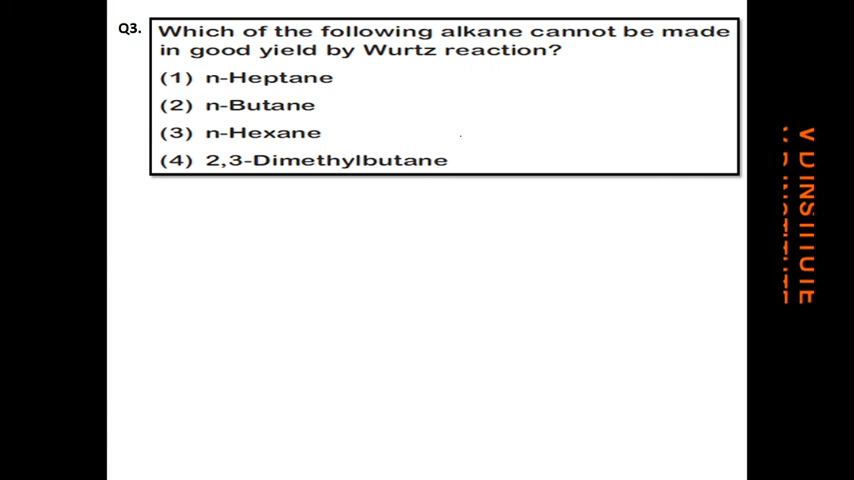 Q3. Which of the following alkane cannot be made
in good yield by Wurtz reaction?
(1) n-Heptane
(2) n-Butane
(3) n-Hexane
(4) 2,3-Dimethylbutane
V D INSTITUTE